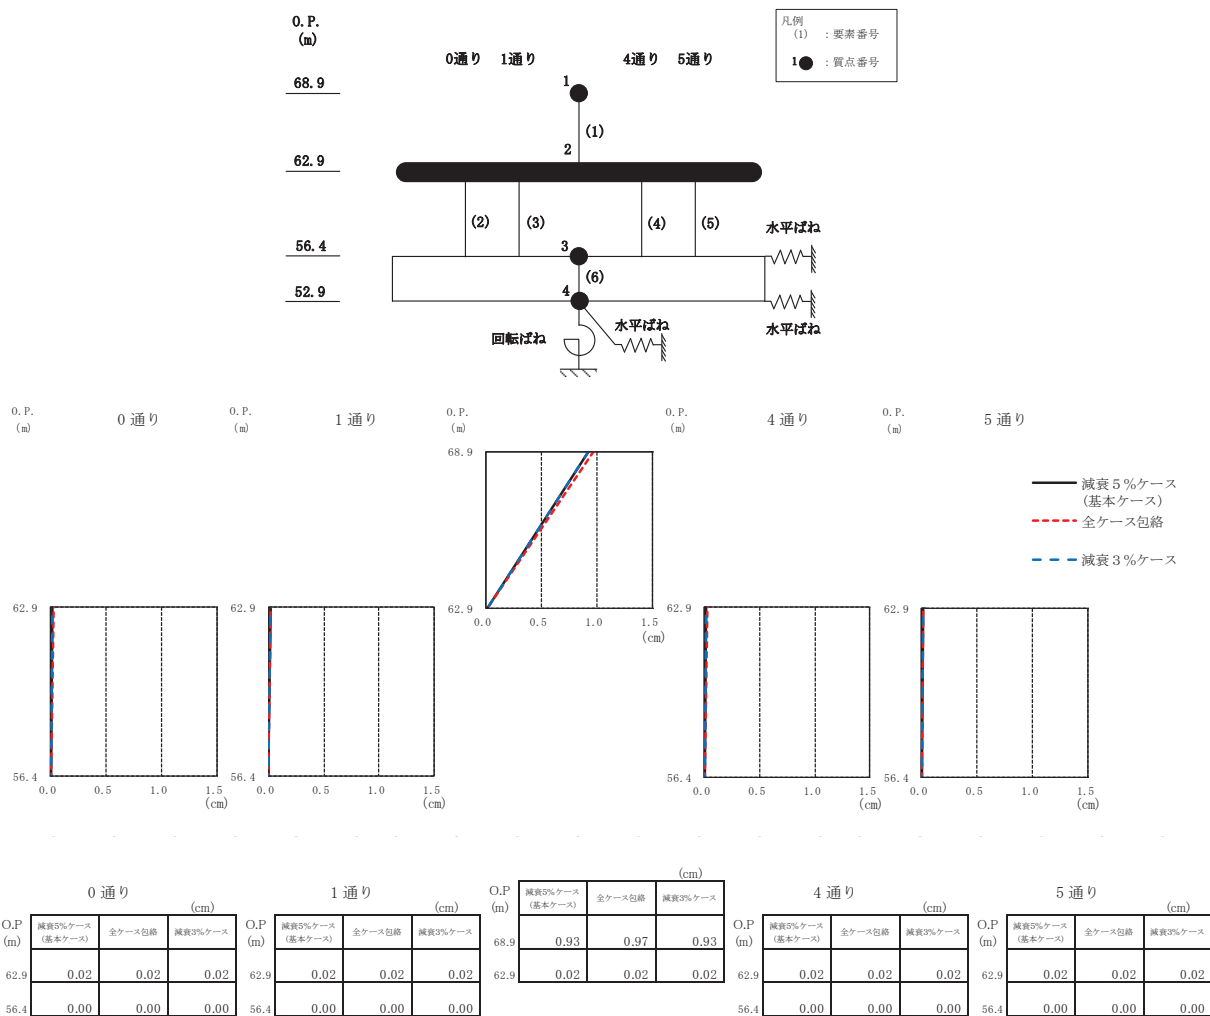 O.P.
(m)
0通り 1通り 4通り 5通り
凡例
(1) : 要素番号
1 : 質点番号
68.9
1
(1)
2
62.9
(2) (3) (4) (5)
水平ばね
56.4
3
(6)
52.9
4
水平ばね
水平ばね
回転ばね
O.P.
(m)
0 通り
O.P.
(m)
1 通り
O.P.
(m)
O.P.
(m)
4 通り
O.P.
(m)
5 通り
68.9
62.9
0.0 0.5 1.0 1.5
(cm)
減衰5%ケース
(基本ケース)
全ケース包絡
減衰3%ケース
62.9
56.4
0.0 0.5 1.0 1.5
(cm)
62.9
56.4
0.0 0.5 1.0 1.5
(cm)
62.9
56.4
0.0 0.5 1.0 1.5
(cm)
62.9
56.4
0.0 0.5 1.0 1.5
(cm)
0 通り
(cm)
O.P
(m)
減衰5%ケース
(基本ケース)
全ケース包絡
減衰3%ケース
62.9 0.02 0.02 0.02
56.4 0.00 0.00 0.00
1 通り
(cm)
O.P
(m)
減衰5%ケース
(基本ケース)
全ケース包絡
減衰3%ケース
62.9 0.02 0.02 0.02
56.4 0.00 0.00 0.00
(cm)
O.P
(m)
減衰5%ケース
(基本ケース)
全ケース包絡
減衰3%ケース
68.9 0.93 0.97 0.93
62.9 0.02 0.02 0.02
4 通り
(cm)
O.P
(m)
減衰5%ケース
(基本ケース)
全ケース包絡
減衰3%ケース
62.9 0.02 0.02 0.02
56.4 0.00 0.00 0.00
5 通り
(cm)
O.P
(m)
減衰5%ケース
(基本ケース)
全ケース包絡
減衰3%ケース
62.9 0.02 0.02 0.02
56.4 0.00 0.00 0.00